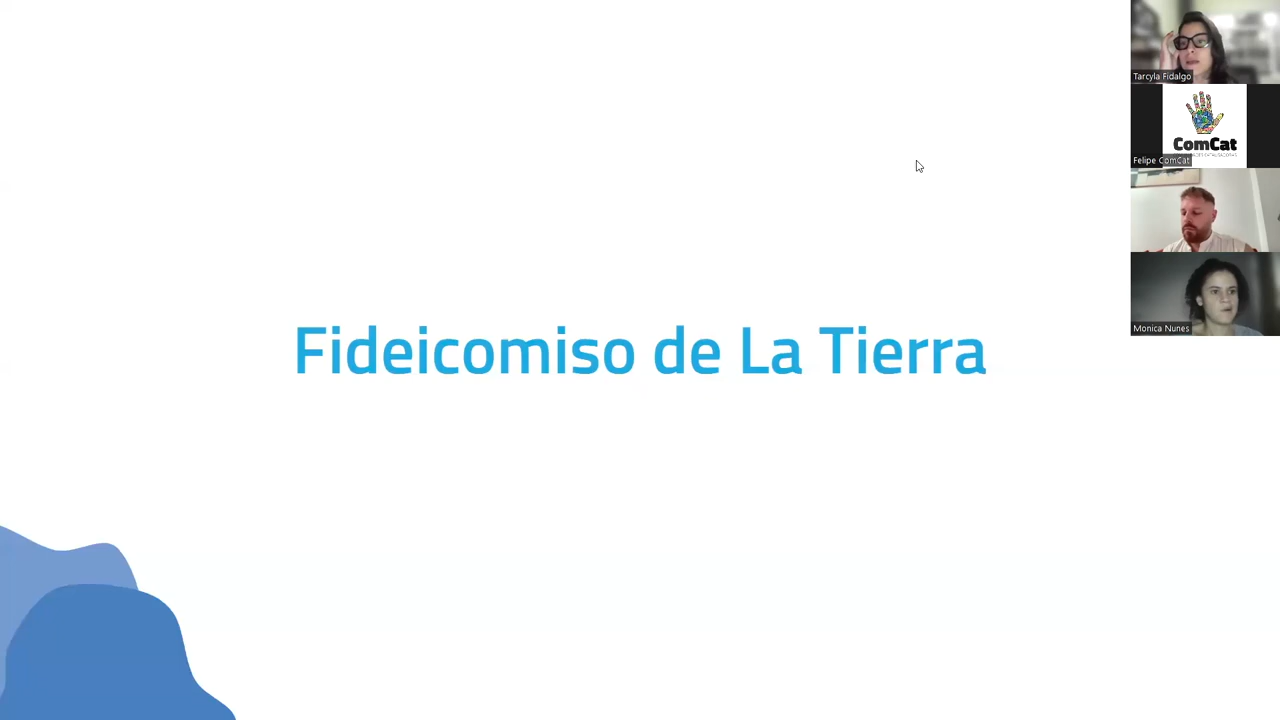 Fideicomiso de La Tierra
Tarcyla Fidalgo
ComCat
Felipe ComCat
Monica Nunes